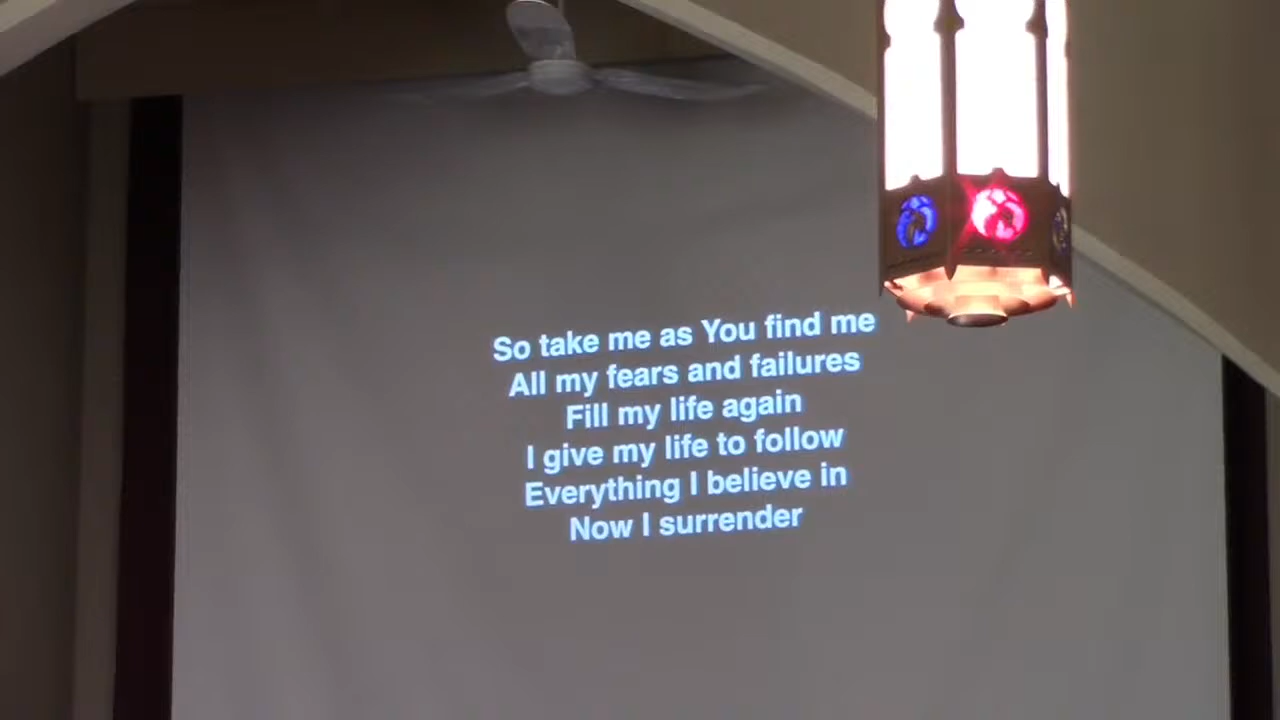 So take me as You find me
All my fears and failures
Fill my life again
I give my life to follow
Everything I believe in
Now I surrender